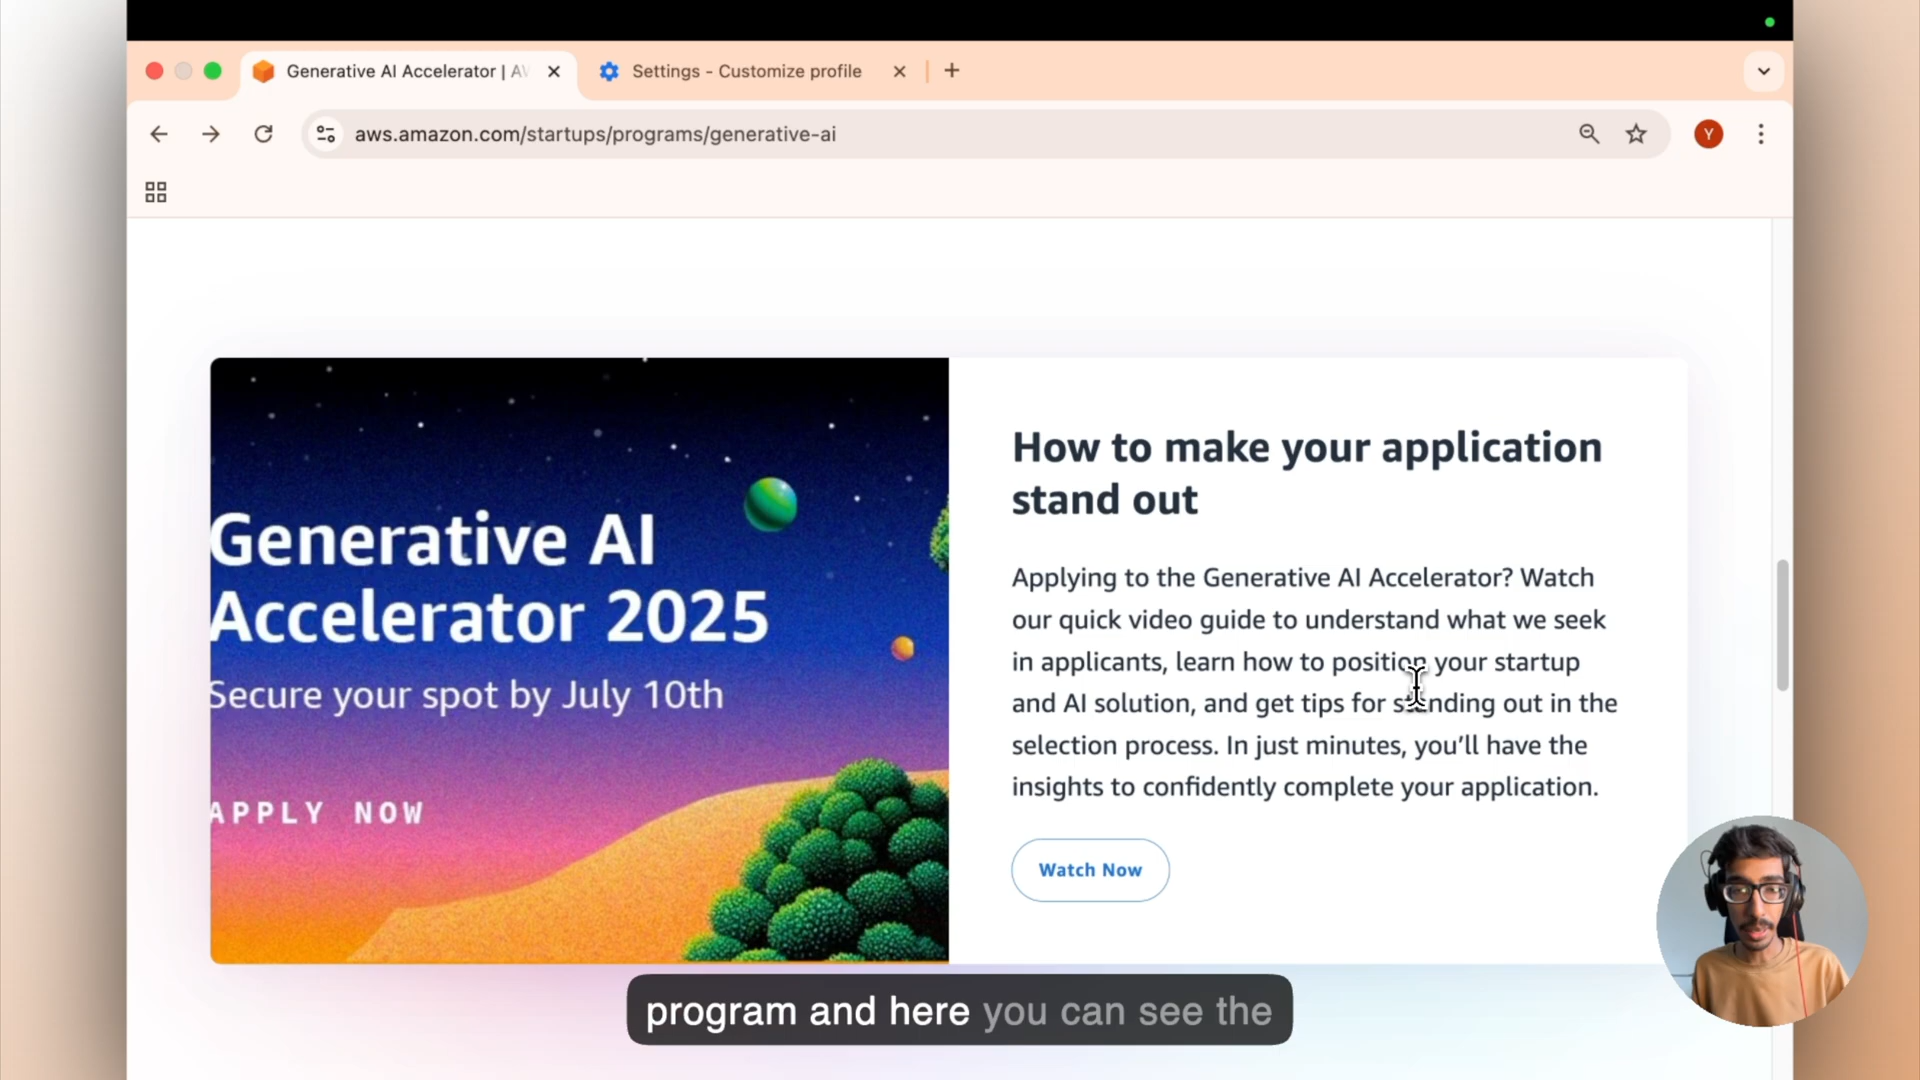 Generative AI Accelerator | AV
Settings - Customize profile
aws.amazon.com/startups/programs/generative-ai
Y
Generative AI
Accelerator 2025
Secure your spot by July 10th
APPLY NOW
How to make your application
stand out
Applying to the Generative AI Accelerator? Watch
our quick video guide to understand what we seek
in applicants, learn how to position your startup
and AI solution, and get tips for standing out in the
selection process. In just minutes, you’ll have the
insights to confidently complete your application.
Watch Now
program and here you can see the